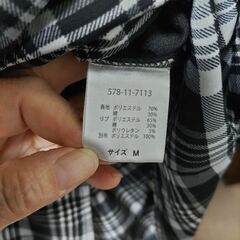 578-11-7113
表地 ポリエステル 70%
綿 30%
リブ ポリエステル 65%
綿 30%
ポリウレタン 5%
別布 ポリエステル 100%
サイズ M